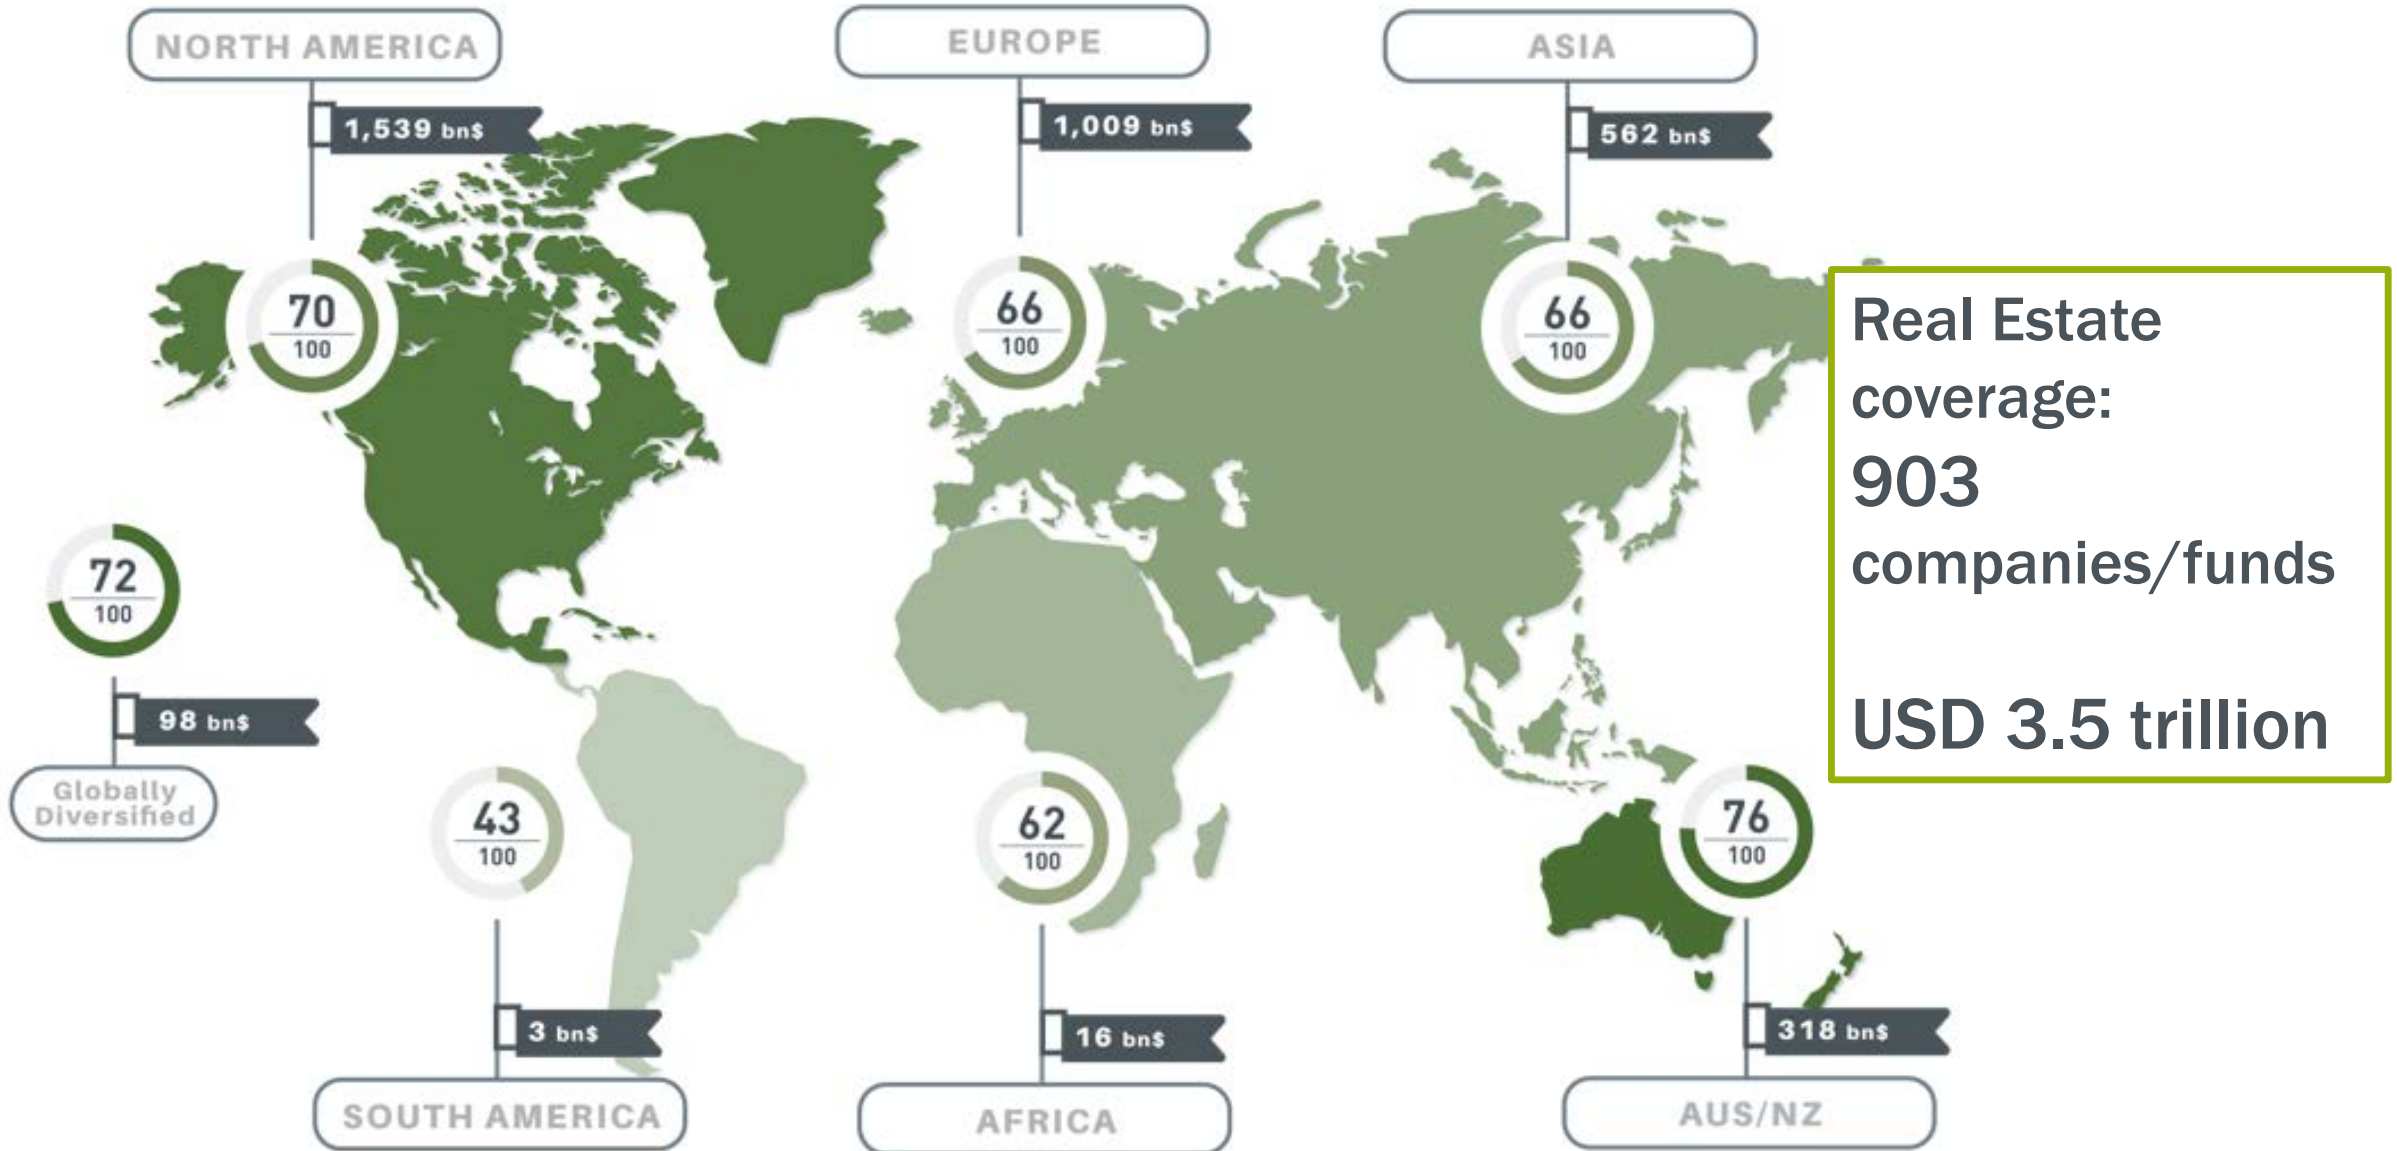 NORTH AMERICA
1,539 bn$
70
100
EUROPE
1,009 bn$
66
100
ASIA
562 bn$
66
100
Real Estate
coverage:
903
companies/funds
USD 3.5 trillion
72
100
98 bn$
Globally
Diversified
43
100
3 bn$
SOUTH AMERICA
62
100
16 bn$
AFRICA
76
100
318 bn$
AUS/NZ